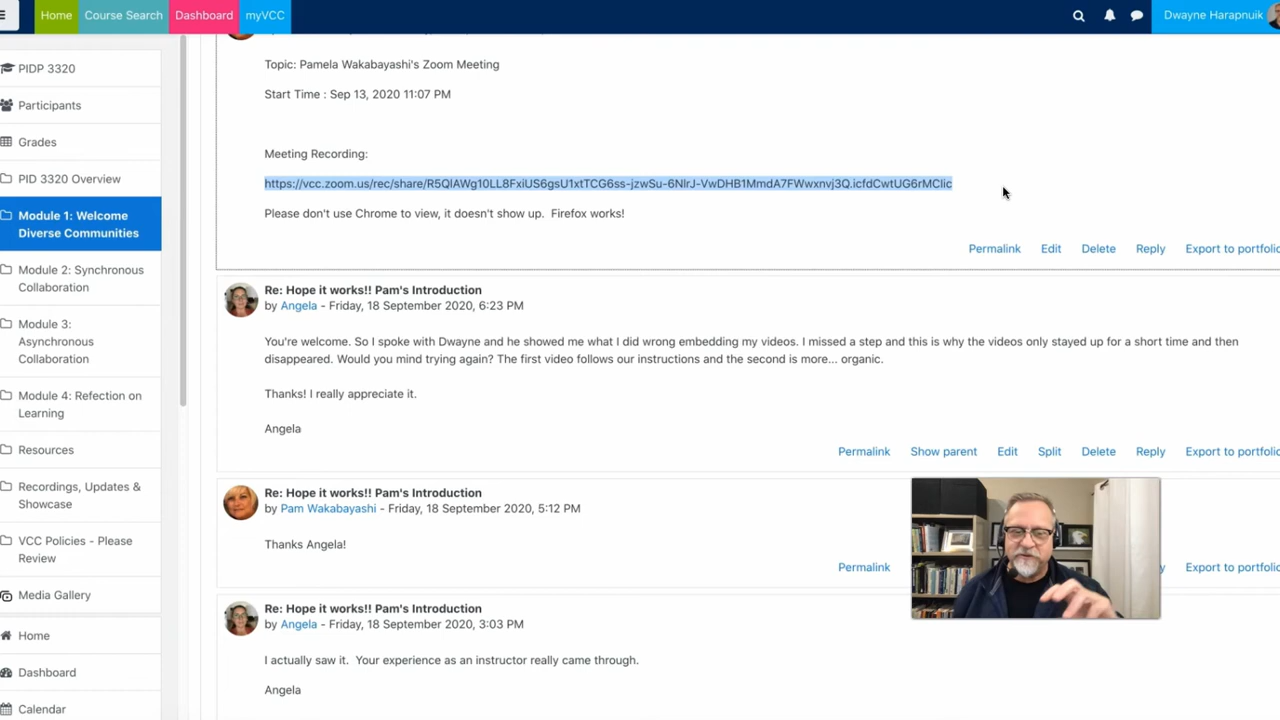 Home Course Search Dashboard myVCC Dwayne Harapnuik
PIDP 3320
Participants
Grades
PID 3320 Overview
Module 1: Welcome
Diverse Communities
Module 2: Synchronous
Collaboration
Module 3:
Asynchronous
Collaboration
Module 4: Refection on
Learning
Resources
Recordings, Updates &
Showcase
VCC Policies - Please
Review
Media Gallery
Home
Dashboard
Calendar
Topic: Pamela Wakabayashi's Zoom Meeting
Start Time : Sep 13, 2020 11:07 PM
Meeting Recording:
https://vcc.zoom.us/rec/share/R5QlAWg10LL8FxiUS6gsU1xtTCG6ss-jzwSu-6NlrJ-VwDHB1MmdA7FWwxnvj3Q.icfdCwtUG6rMClic
Please don't use Chrome to view, it doesn't show up.  Firefox works!
Permalink Edit Delete Reply Export to portfolio
Re: Hope it works!! Pam's Introduction
by Angela - Friday, 18 September 2020, 6:23 PM
You're welcome. So I spoke with Dwayne and he showed me what I did wrong embedding my videos. I missed a step and this is why the videos only stayed up for a short time and then
disappeared. Would you mind trying again? The first video follows our instructions and the second is more... organic.
Thanks! I really appreciate it.
Angela
Permalink Show parent Edit Split Delete Reply Export to portfolio
Re: Hope it works!! Pam's Introduction
by Pam Wakabayashi - Friday, 18 September 2020, 5:12 PM
Thanks Angela!
Permalink Export to portfolio
Re: Hope it works!! Pam's Introduction
by Angela - Friday, 18 September 2020, 3:03 PM
I actually saw it.  Your experience as an instructor really came through.
Angela